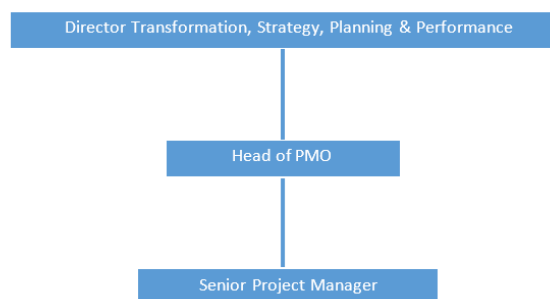 Director Transformation, Strategy, Planning & Performance
Head of PMO
Senior Project Manager